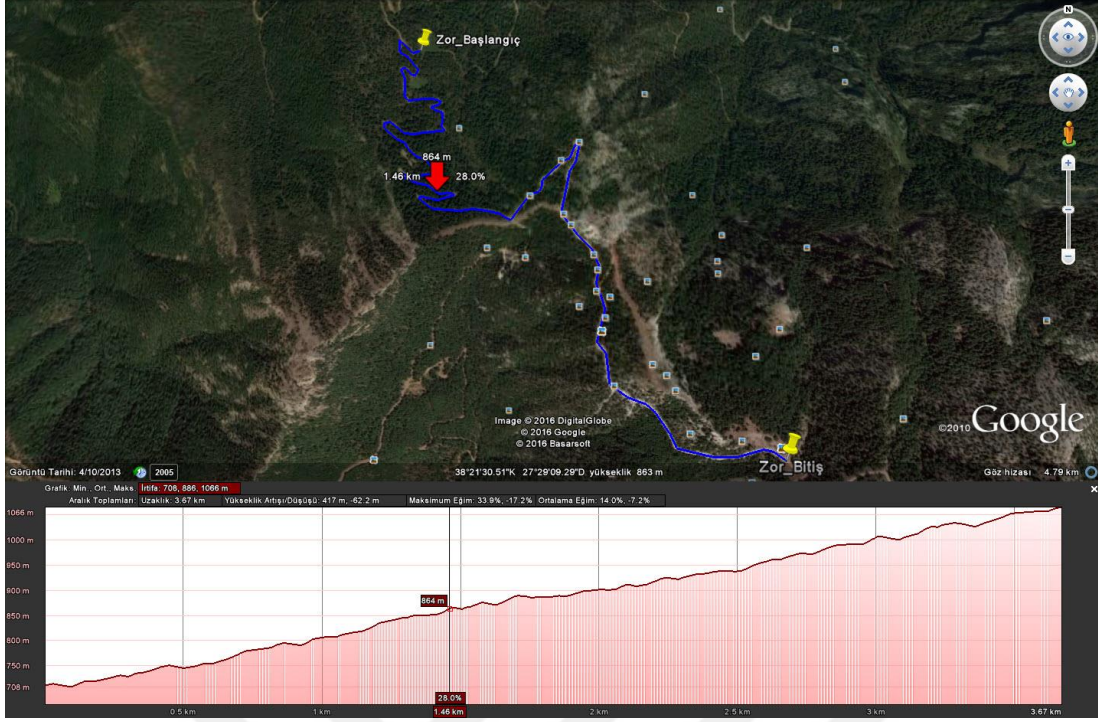 N
Zor_Başlangıç
864 m
1.46 km 28.0%
Image © 2016 DigitalGlobe
© 2016 Google
© 2016 Basarsoft
©2010 Google
Zor_Bitiş
Görüntü Tarihi: 4/10/2013 2005 38°21'30.51"K 27°29'09.29"D yükseklik 863 m Göz hizası 4.79 km
Grafik: Min., Ort., Maks. İrtifa: 708, 886, 1066 m
Aralık Toplamları: Uzaklık: 3.67 km Yükseklik Artışı/Düşüşü: 417 m, -62.2 m Maksimum Eğim: 33.9%, -17.2% Ortalama Eğim: 14.0%, -7.2%
1066 m
1000 m
950 m
900 m
864 m
850 m
800 m
750 m
708 m
28.0%
0.5 km 1 km 1.46 km 2 km 2.5 km 3 km 3.67 km